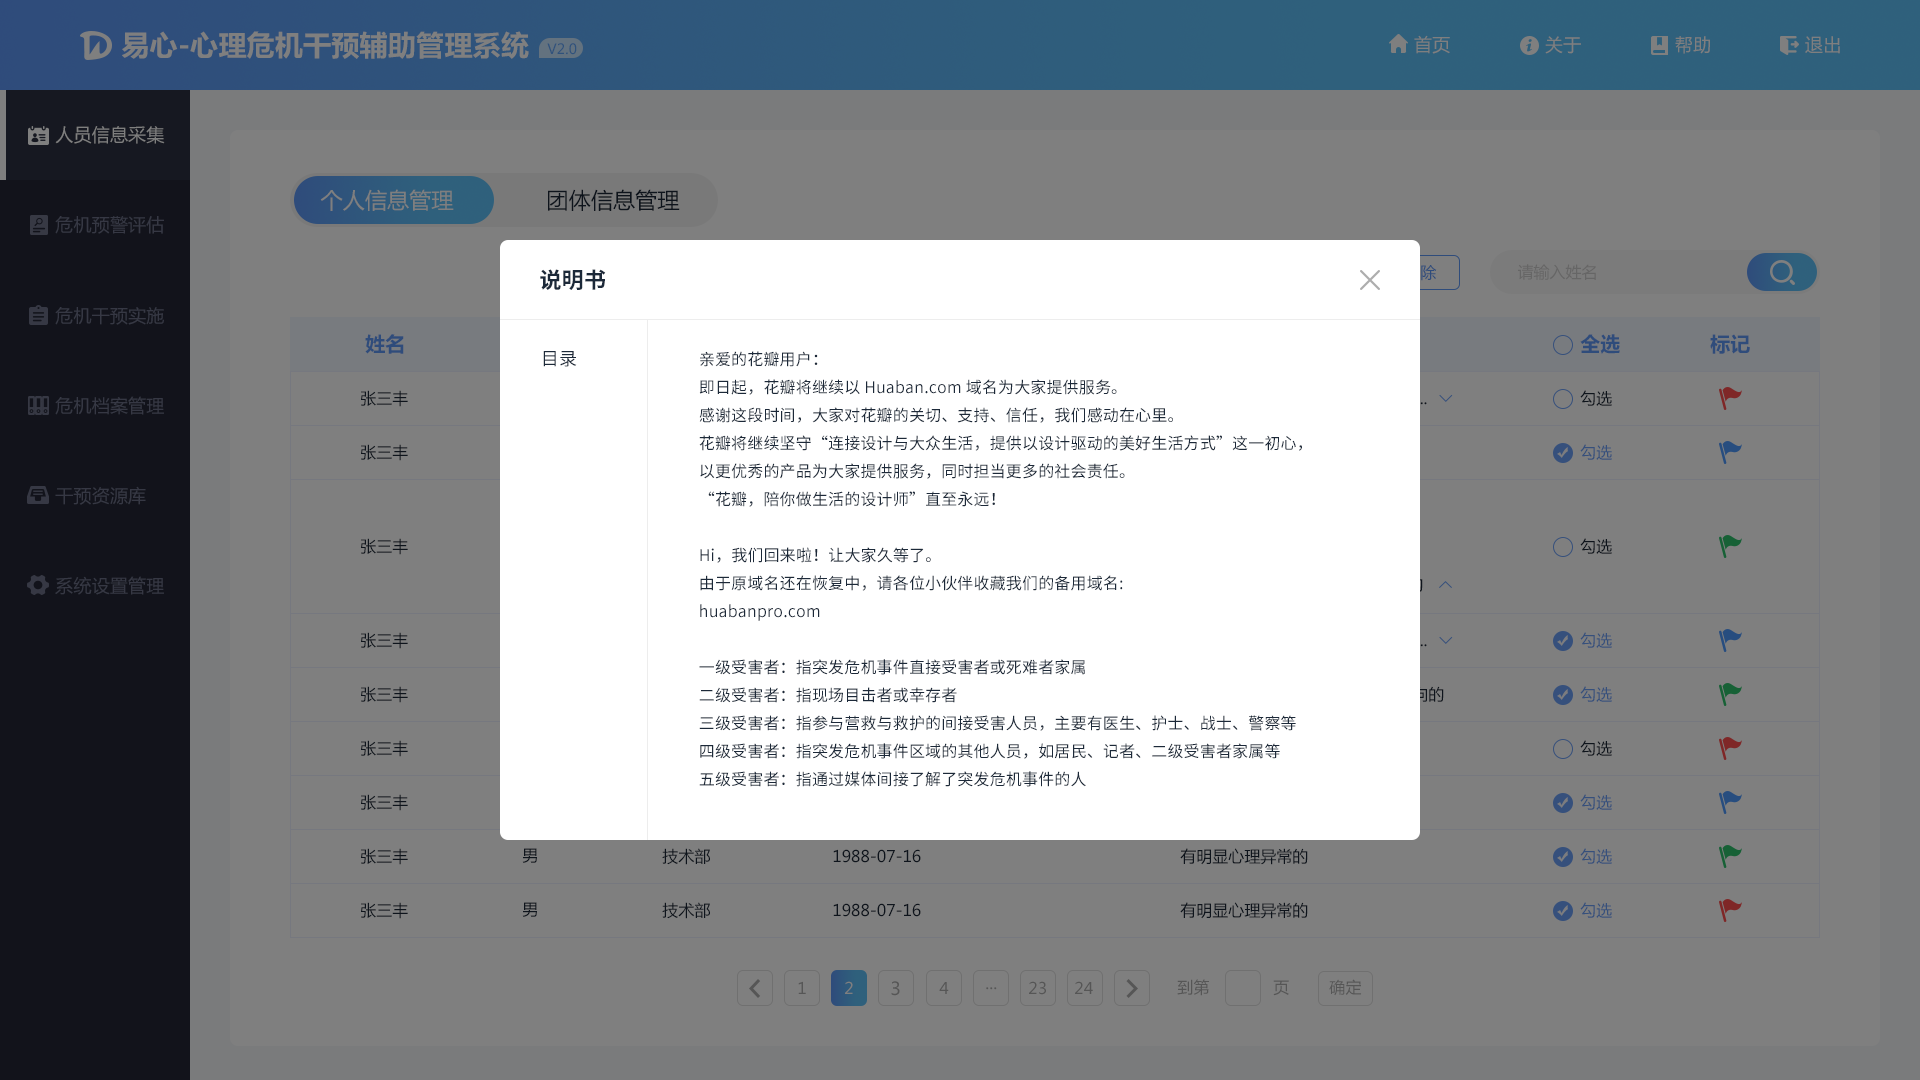 易心-心理危机干预辅助管理系统 V2.0
首页 关于 帮助 退出
人员信息采集
危机预警评估
危机干预实施
危机档案管理
干预资源库
系统设置管理
个人信息管理 团体信息管理
除 请输入姓名
姓名 全选 标记
张三丰 ... 勾选
张三丰 勾选
张三丰 勾选
张三丰 ... 勾选
张三丰 向的 勾选
张三丰 勾选
张三丰 勾选
张三丰 男 技术部 1988-07-16 有明显心理异常的 勾选
张三丰 男 技术部 1988-07-16 有明显心理异常的 勾选
1 2 3 4 ... 23 24 到第 页 确定
说明书
目录
亲爱的花瓣用户：
即日起，花瓣将继续以 Huaban.com 域名为大家提供服务。
感谢这段时间，大家对花瓣的关切、支持、信任，我们感动在心里。
花瓣将继续坚守“连接设计与大众生活，提供以设计驱动的美好生活方式”这一初心，
以更优秀的产品为大家提供服务，同时担当更多的社会责任。
“花瓣，陪你做生活的设计师”直至永远！
Hi，我们回来啦！让大家久等了。
由于原域名还在恢复中，请各位小伙伴收藏我们的备用域名:
huabanpro.com
一级受害者：指突发危机事件直接受害者或死难者家属
二级受害者：指现场目击者或幸存者
三级受害者：指参与营救与救护的间接受害人员，主要有医生、护士、战士、警察等
四级受害者：指突发危机事件区域的其他人员，如居民、记者、二级受害者家属等
五级受害者：指通过媒体间接了解了突发危机事件的人